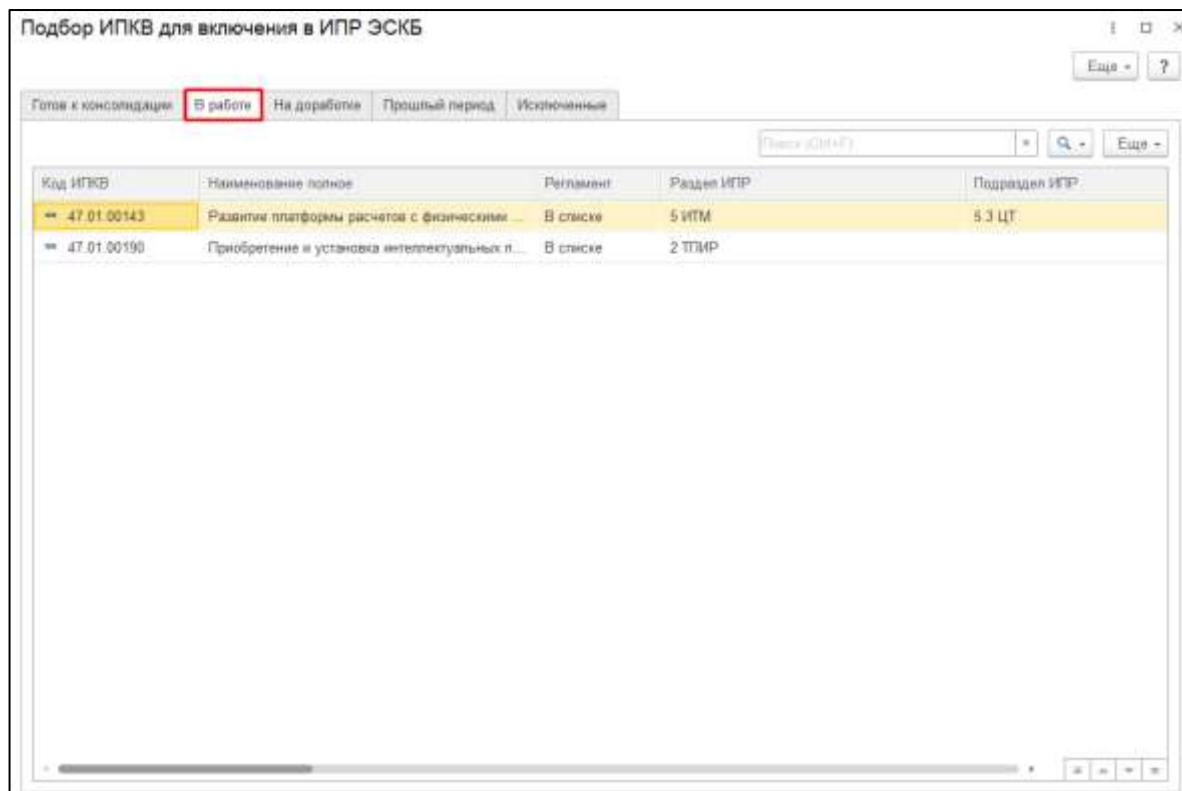 Подбор ИПКВ для включения в ИПР ЭСКБ
Еще ?
Готов к консолидации В работе На доработке Прошлый период Исключенные
Поиск (Ctrl+F) × Еще
Код ИПКВ Наименование полное Регламент Раздел ИПР Подраздел ИПР
47.01.00143 Развитие платформы расчетов с физическими ... В списке 5 ИТМ 5.3 ЦТ
47.01.00190 Приобретение и установка интеллектуальных п... В списке 2 ТПИР